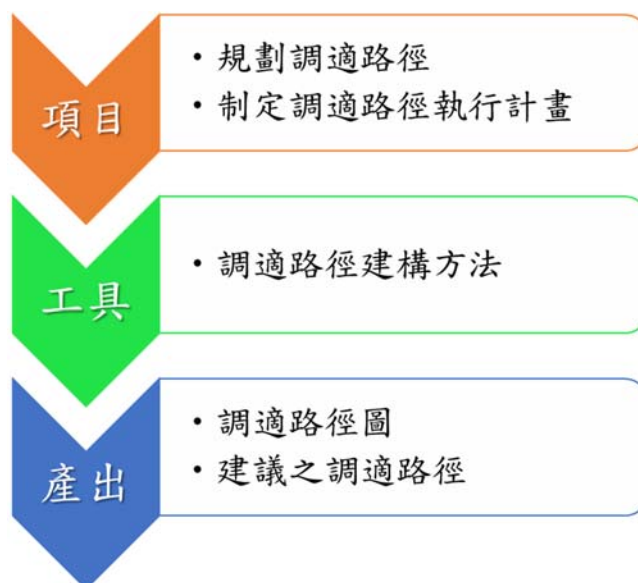 項目
• 規劃調適路徑
• 制定調適路徑執行計畫
工具
• 調適路徑建構方法
產出
• 調適路徑圖
• 建議之調適路徑